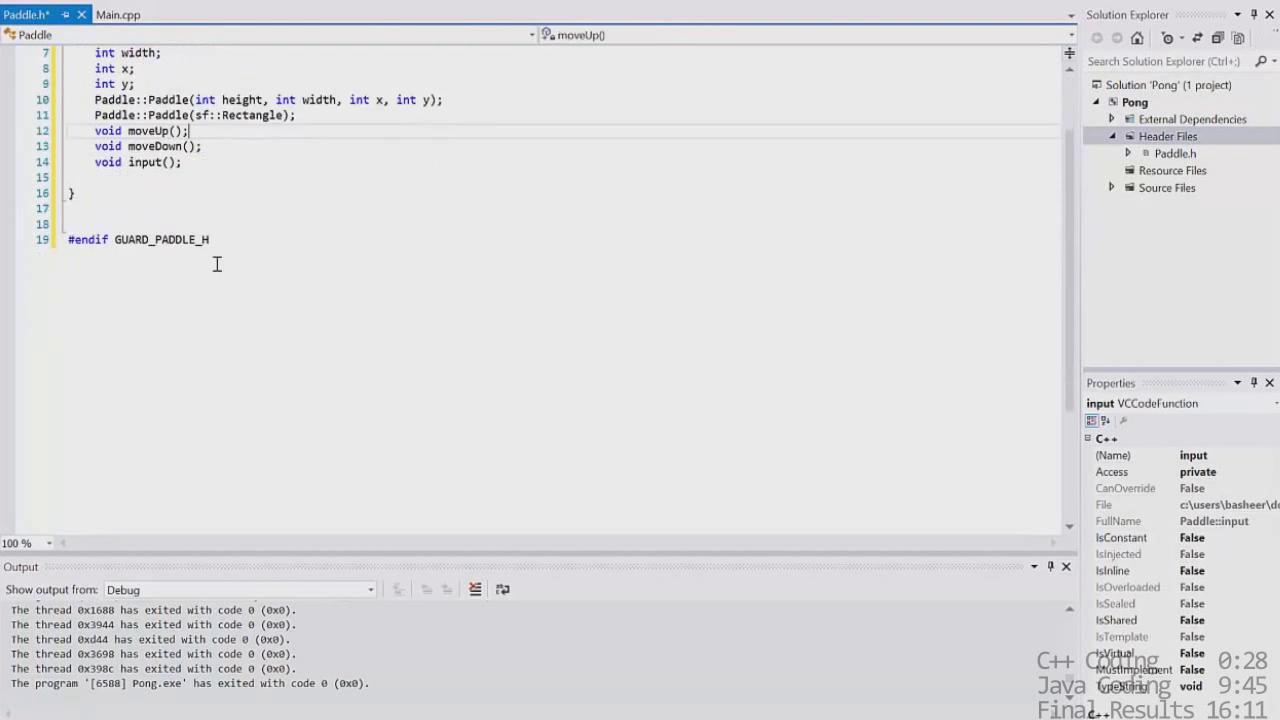 Paddle.h*
Main.cpp
Solution Explorer
Paddle
moveUp()
7 int width;
8 int x;
9 int y;
10 Paddle::Paddle(int height, int width, int x, int y);
11 Paddle::Paddle(sf::Rectangle);
12 void moveUp();
13 void moveDown();
14 void input();
15
16 }
17
18
19 #endif GUARD_PADDLE_H
Search Solution Explorer (Ctrl+;)
Solution 'Pong' (1 project)
Pong
External Dependencies
Header Files
Paddle.h
Resource Files
Source Files
Properties
input VCCodeFunction
C++
(Name) input
Access private
CanOverride False
File c:\users\basheer\do
FullName Paddle::input
IsConstant False
IsInjected False
IsInline False
IsOverloaded False
IsSealed False
IsShared False
IsTemplate False
IsVirtual False
MustImplement False
TypeString void
C++
100 %
Output
Show output from: Debug
The thread 0x1688 has exited with code 0 (0x0).
The thread 0x3944 has exited with code 0 (0x0).
The thread 0xd44 has exited with code 0 (0x0).
The thread 0x3698 has exited with code 0 (0x0).
The thread 0x398c has exited with code 0 (0x0).
The program '[6588] Pong.exe' has exited with code 0 (0x0).
C++ Coding 0:28
Java Coding 9:45
Final Results 16:11